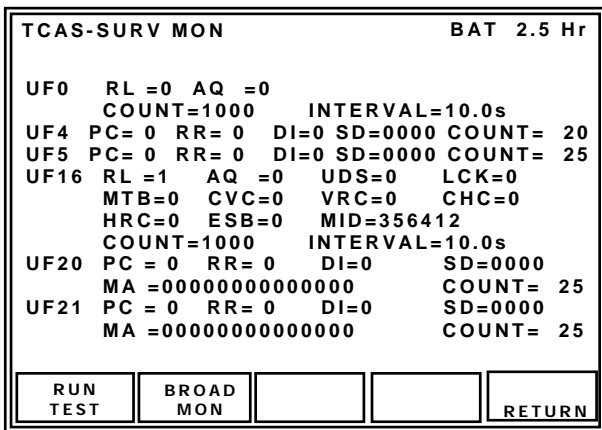 TCAS-SURV MON BAT 2.5 Hr
UF0 RL =0 AQ =0
COUNT=1000 INTERVAL=10.0s
UF4 PC= 0 RR= 0 DI=0 SD=0000 COUNT= 20
UF5 PC= 0 RR= 0 DI=0 SD=0000 COUNT= 25
UF16 RL =1 AQ =0 UDS=0 LCK=0
MTB=0 CVC=0 VRC=0 CHC=0
HRC=0 ESB=0 MID=356412
COUNT=1000 INTERVAL=10.0s
UF20 PC = 0 RR= 0 DI=0 SD=0000
MA =00000000000000 COUNT= 25
UF21 PC = 0 RR= 0 DI=0 SD=0000
MA =00000000000000 COUNT= 25
RUN
TEST
BROAD
MON
RETURN